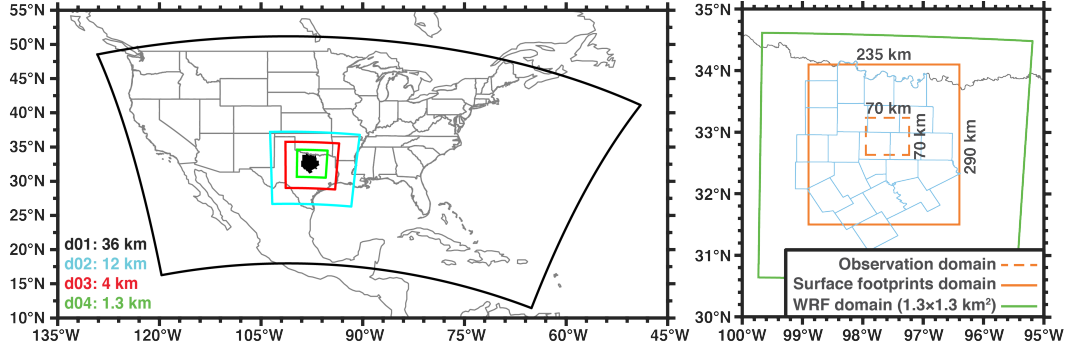 55°N
50°N
45°N
40°N
35°N
30°N
25°N
20°N
15°N
10°N
d01: 36 km
d02: 12 km
d03: 4 km
d04: 1.3 km
135°W 120°W 105°W 90°W 75°W 60°W 45°W
35°N
34°N
33°N
32°N
31°N
30°N
235 km
70 km
70 km
290 km
Observation domain
Surface footprints domain
WRF domain (1.3×1.3 km²)
100°W 99°W 98°W 97°W 96°W 95°W